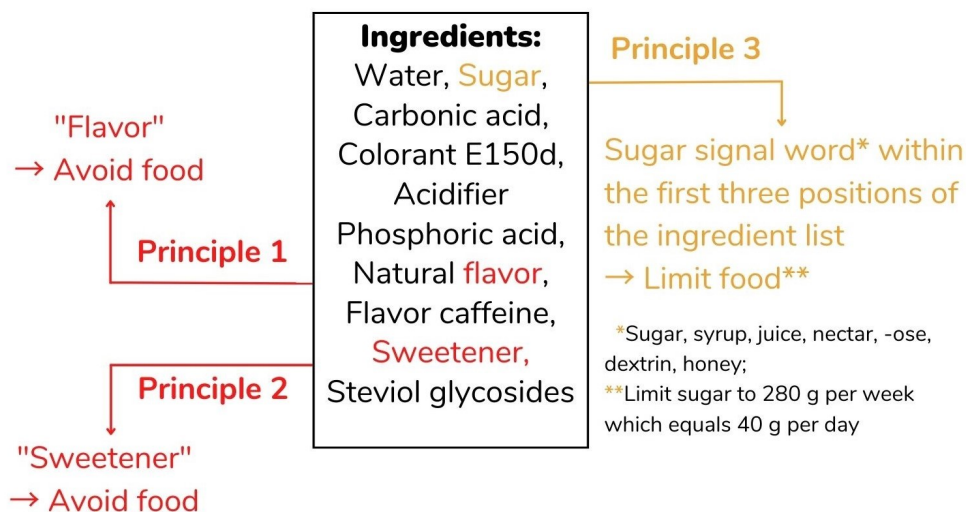 Ingredients:
Water, Sugar,
Carbonic acid,
Colorant E150d,
Acidifier
Phosphoric acid,
Natural flavor,
Flavor caffeine,
Sweetener,
Steviol glycosides
"Flavor"
→ Avoid food
Principle 1
Principle 2
"Sweetener"
→ Avoid food
Principle 3
Sugar signal word* within
the first three positions of
the ingredient list
→ Limit food**
*Sugar, syrup, juice, nectar, -ose,
dextrin, honey;
**Limit sugar to 280 g per week
which equals 40 g per day